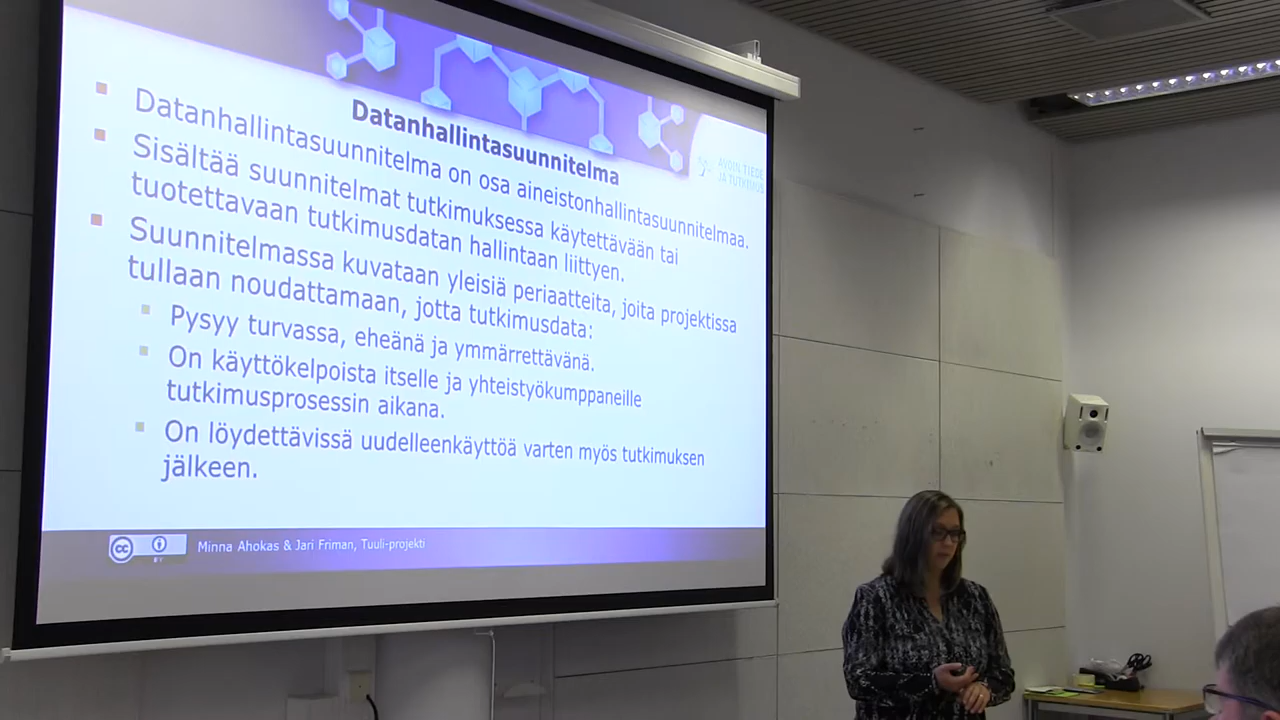 Datanhallintasuunnitelma
AVOIN TIEDE
JA TUTKIMUS
Datanhallintasuunnitelma on osa aineistonhallintasuunnitelmaa.
Sisältää suunnitelmat tutkimuksessa käytettävään tai
tuotettavaan tutkimusdatan hallintaan liittyen.
Suunnitelmassa kuvataan yleisiä periaatteita, joita projektissa
tullaan noudattamaan, jotta tutkimusdata:
Pysyy turvassa, eheänä ja ymmärrettävänä.
On käyttökelpoista itselle ja yhteistyökumppaneille
tutkimusprosessin aikana.
On löydettävissä uudelleenkäyttöä varten myös tutkimuksen
jälkeen.
cc
BY
Minna Ahokas & Jari Friman, Tuuli-projekti